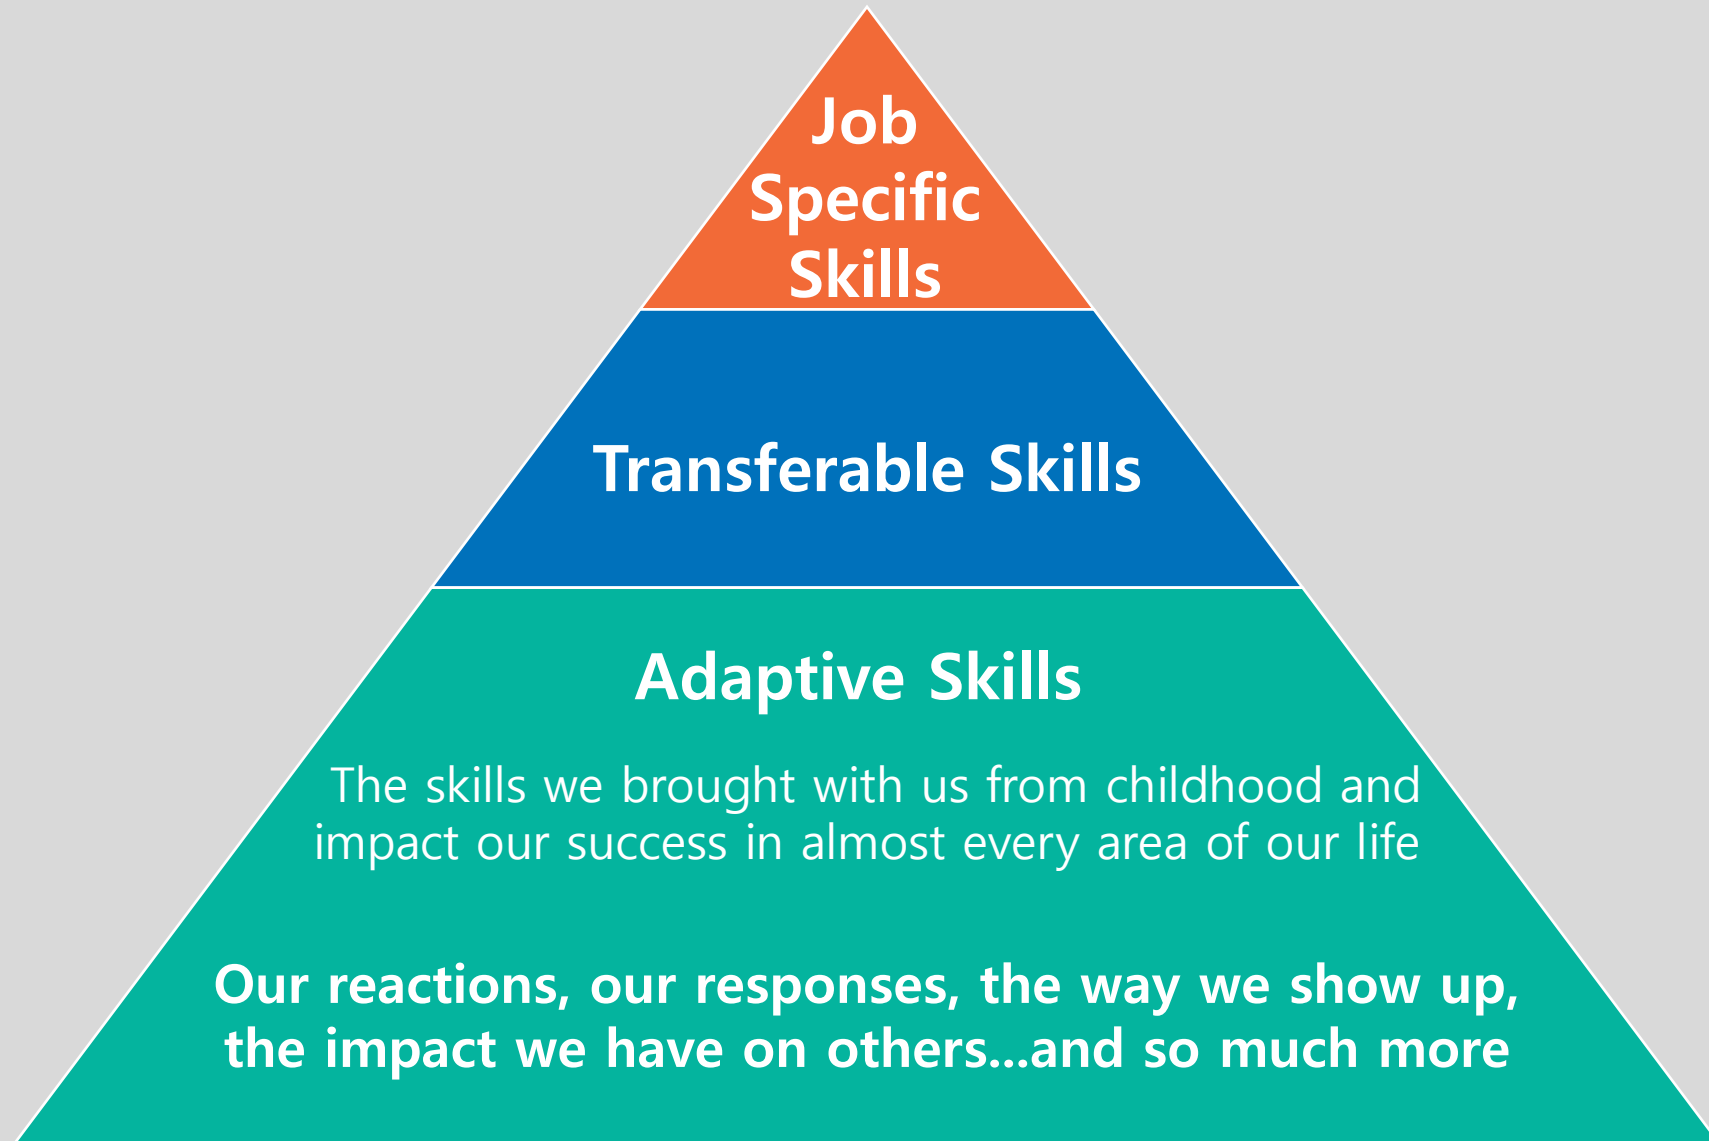 Job
Specific
Skills
Transferable Skills
Adaptive Skills
The skills we brought with us from childhood and
impact our success in almost every area of our life
Our reactions, our responses, the way we show up,
the impact we have on others...and so much more